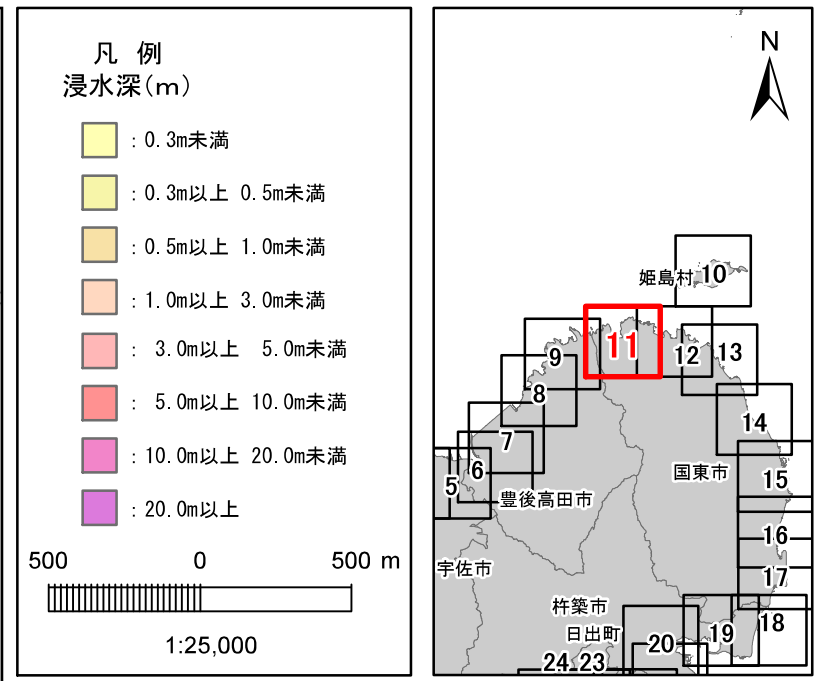 凡 例
浸水深(m)
: 0.3m未満
: 0.3m以上 0.5m未満
: 0.5m以上 1.0m未満
: 1.0m以上 3.0m未満
: 3.0m以上 5.0m未満
: 5.0m以上 10.0m未満
: 10.0m以上 20.0m未満
: 20.0m以上
500 0 500 m
1:25,000
N
姫島村 10
11
12
13
9
8
14
7
6
5
国東市
15
豊後高田市
16
宇佐市
17
杵築市
日出町
20
19
18
24 23